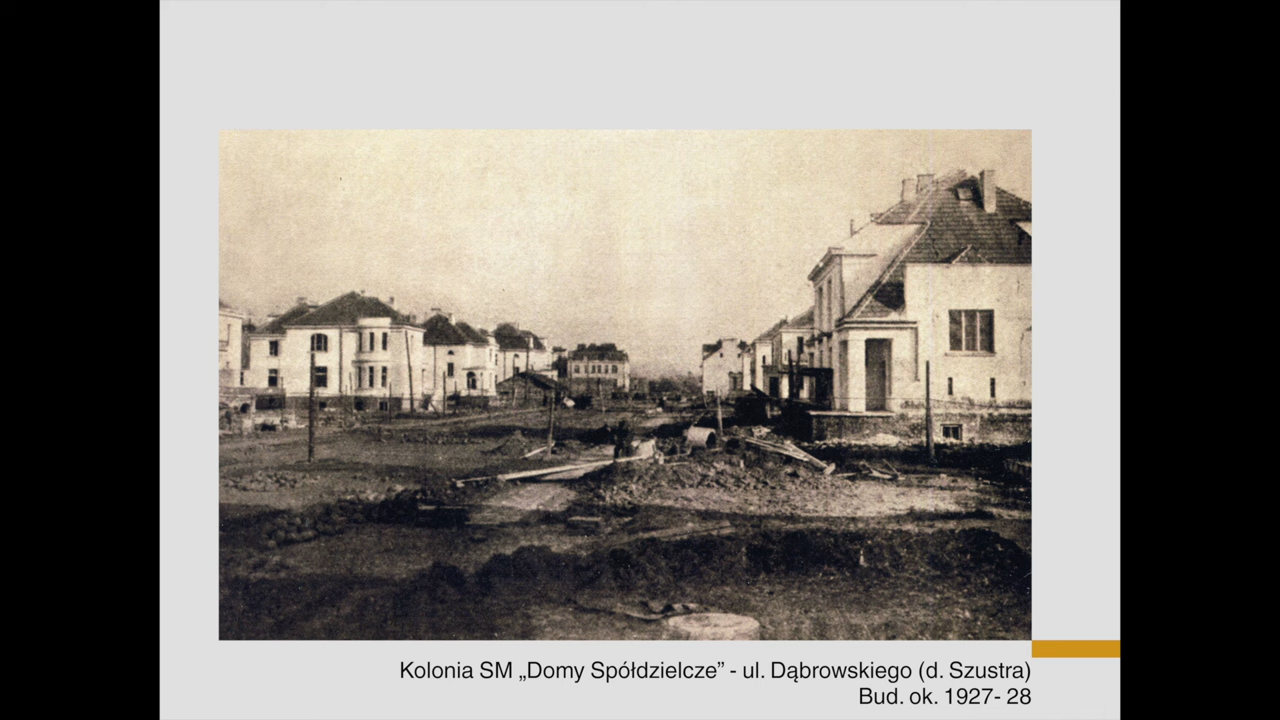 Kolonia SM „Domy Spółdzielcze” - ul. Dąbrowskiego (d. Szustra)
Bud. ok. 1927- 28